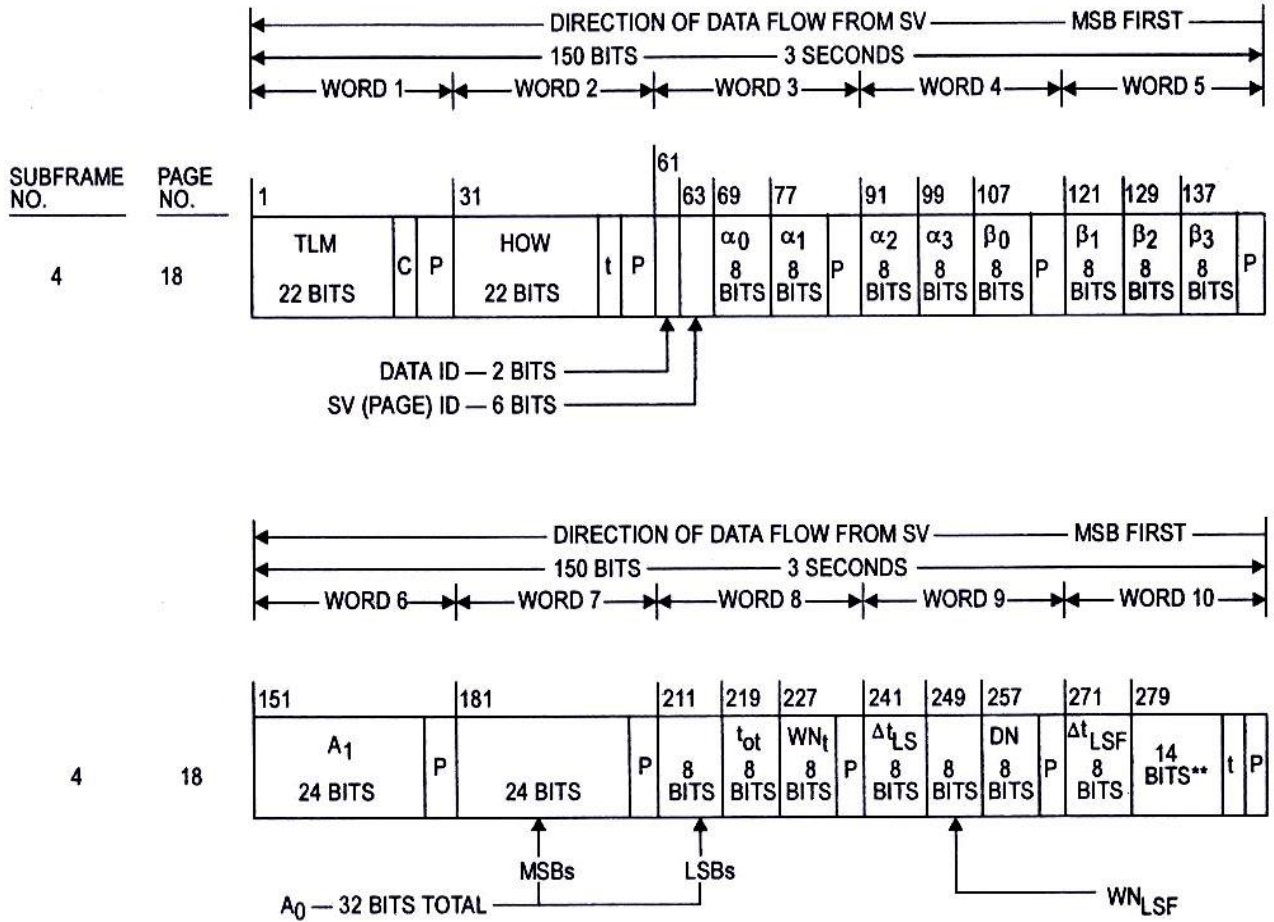 DIRECTION OF DATA FLOW FROM SV MSB FIRST
150 BITS 3 SECONDS
WORD 1 WORD 2 WORD 3 WORD 4 WORD 5
SUBFRAME NO. PAGE NO.
61
1 31 63 69 77 91 99 107 121 129 137
4 18
TLM 22 BITS C P HOW 22 BITS t P α0 8 BITS α1 8 BITS P α2 8 BITS α3 8 BITS β0 8 BITS P β1 8 BITS β2 8 BITS β3 8 BITS P
DATA ID — 2 BITS
SV (PAGE) ID — 6 BITS
DIRECTION OF DATA FLOW FROM SV MSB FIRST
150 BITS 3 SECONDS
WORD 6 WORD 7 WORD 8 WORD 9 WORD 10
151 181 211 219 227 241 249 257 271 279
4 18
A1 24 BITS P 24 BITS P 8 BITS tot 8 BITS WNt 8 BITS P ΔtLS 8 BITS 8 BITS DN 8 BITS P ΔtLSF 8 BITS 14 BITS** t P
MSBs LSBs
A0 — 32 BITS TOTAL
WNLSF